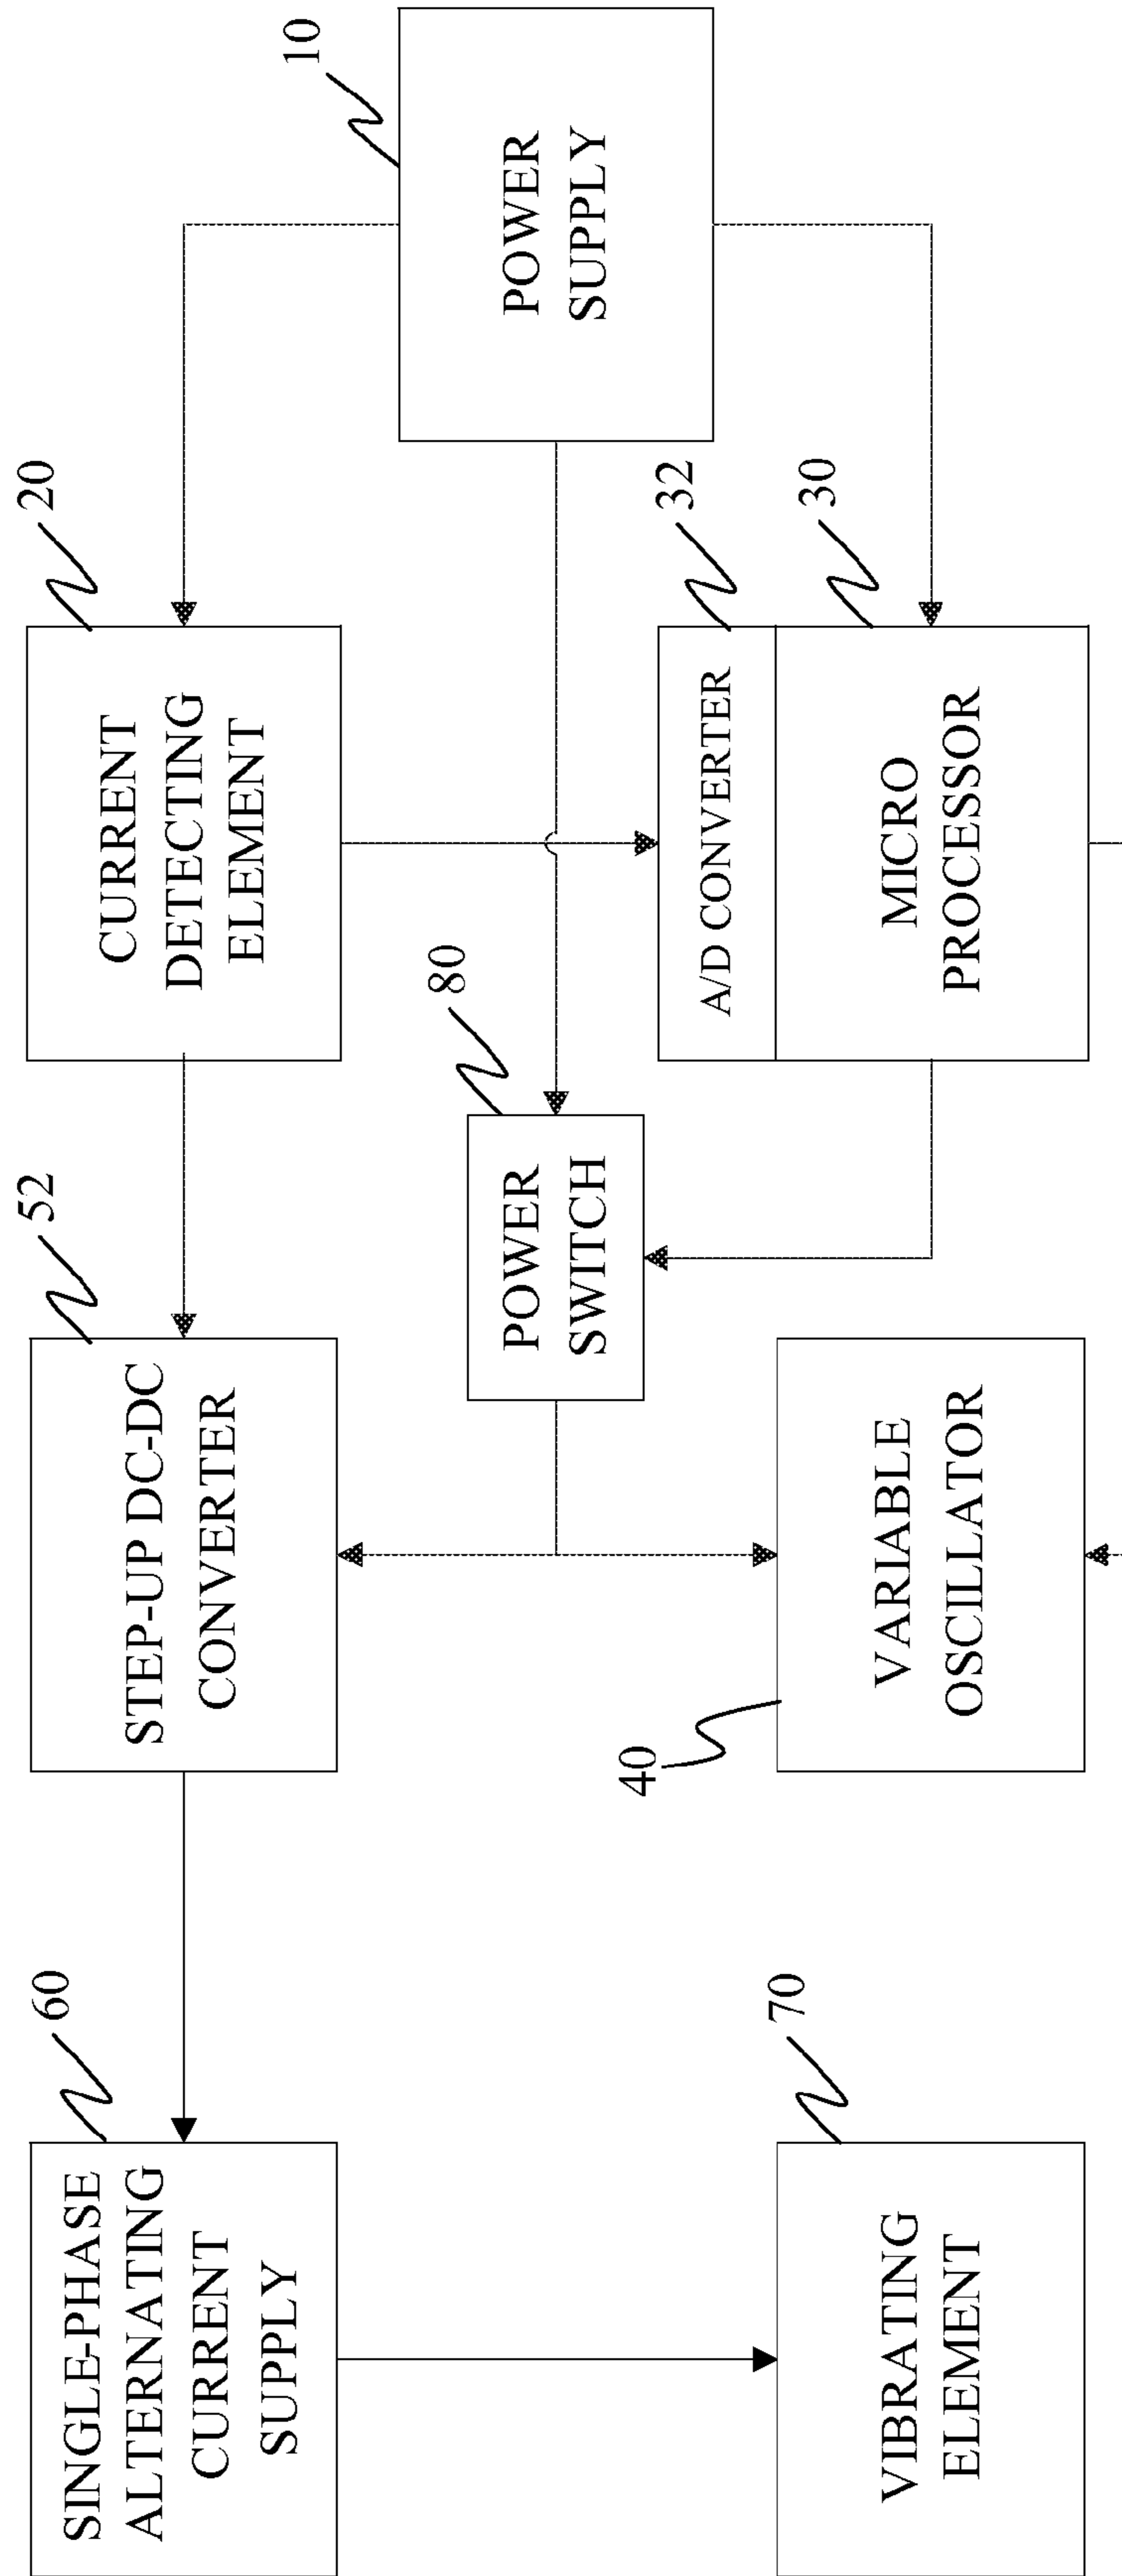 60
SINGLE-PHASE
ALTERNATING
CURRENT
SUPPLY
52
STEP-UP DC-DC
CONVERTER
20
CURRENT
DETECTING
ELEMENT
10
POWER
SUPPLY
80
POWER
SWITCH
70
VIBRATING
ELEMENT
40
VARIABLE
OSCILLATOR
32
A/D CONVERTER
30
MICRO
PROCESSOR